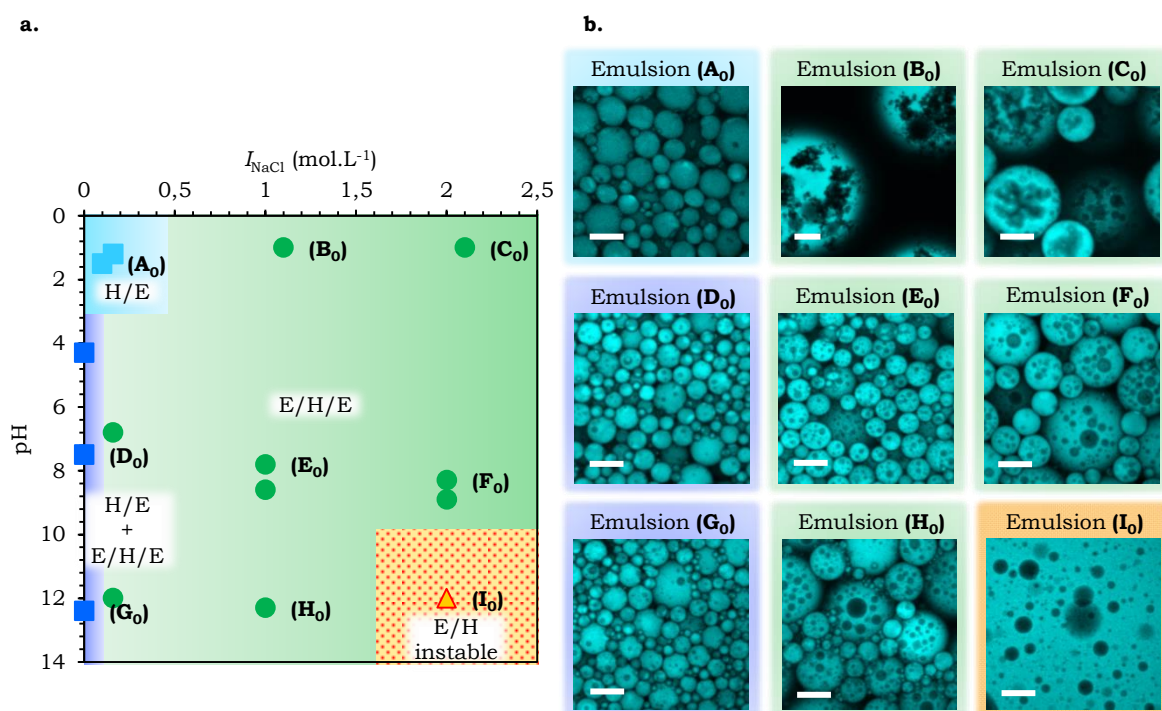 a.
I_NaCl (mol.L⁻¹)
0 0,5 1 1,5 2 2,5
pH
0
2
4
6
8
10
12
14
(A₀)
H/E
(B₀)
(C₀)
E/H/E
(D₀)
(E₀)
(F₀)
H/E
+
E/H/E
(G₀)
(H₀)
(I₀)
E/H
instable
b.
Emulsion (A₀)
Emulsion (B₀)
Emulsion (C₀)
Emulsion (D₀)
Emulsion (E₀)
Emulsion (F₀)
Emulsion (G₀)
Emulsion (H₀)
Emulsion (I₀)